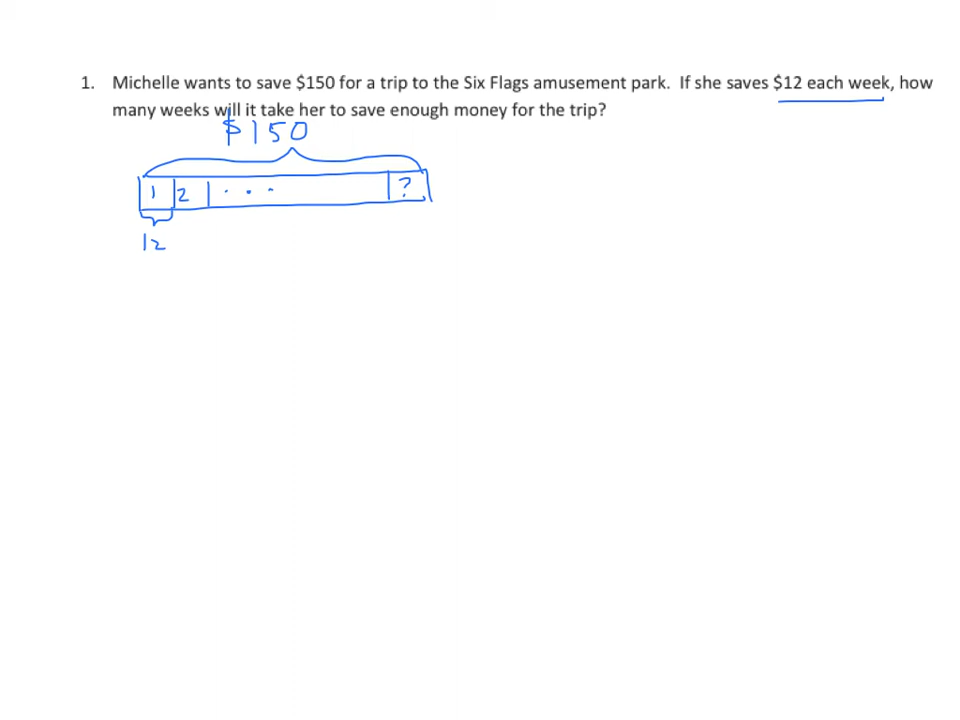 1. Michelle wants to save $150 for a trip to the Six Flags amusement park. If she saves $12 each week, how
many weeks will it take her to save enough money for the trip?
$150
1 2 . . . ?
12